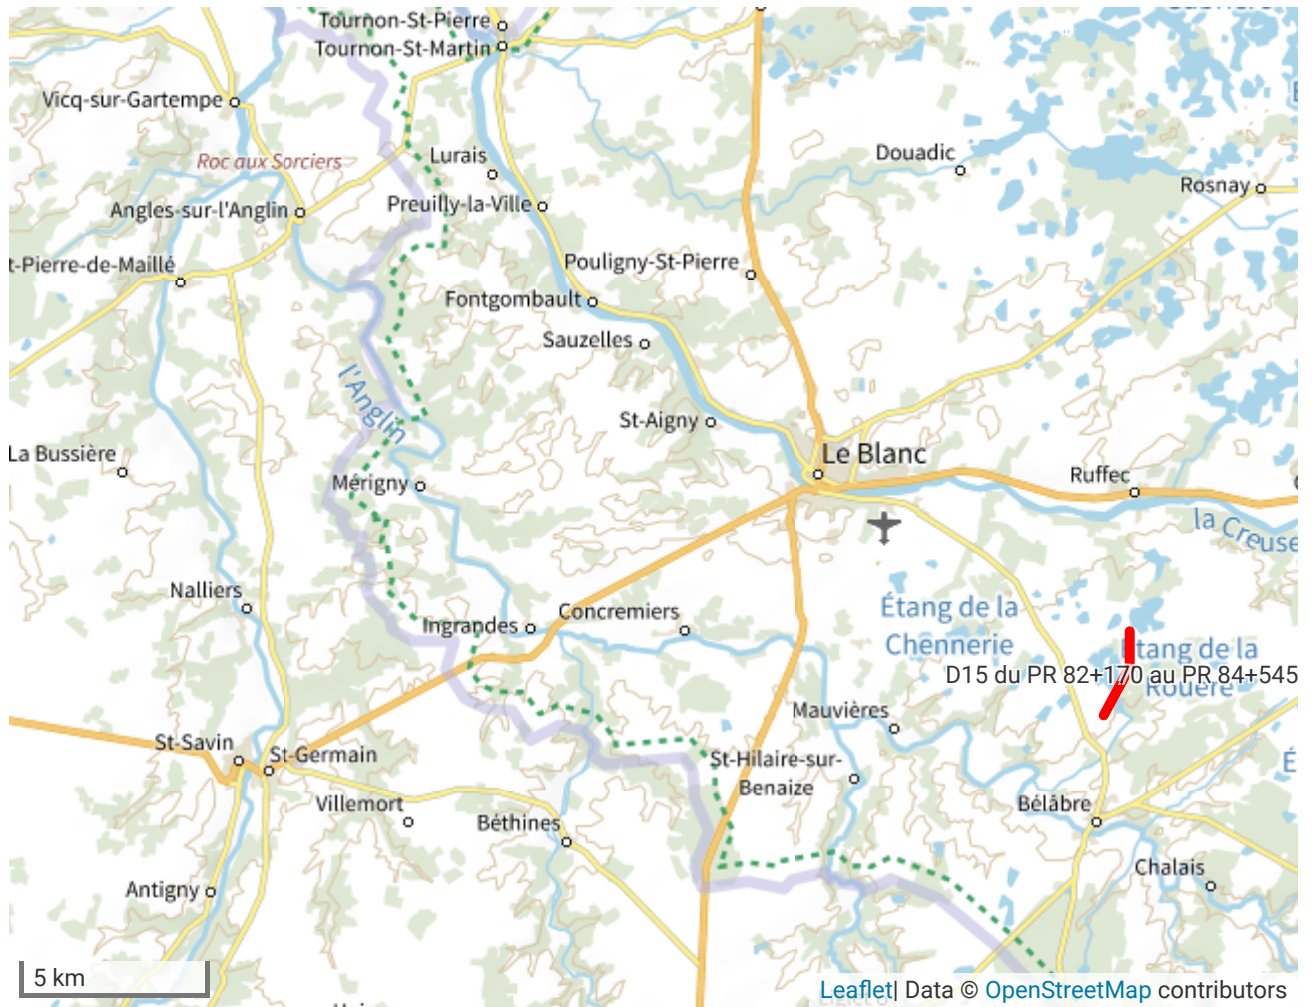 Tournon-St-Pierre
Tournon-St-Martin
Vicq-sur-Gartempe
Roc aux Sorciers
Lurais
Douadic
Rosnay
Angles-sur-l'Anglin
Preuilly-la-Ville
t-Pierre-de-Maillé
Pouligny-St-Pierre
Fontgombault
Sauzelles
l'Anglin
St-Aigny
La Bussière
Le Blanc
Mérigny
Ruffec
la Creuse
Nalliers
Étang de la
Chennerie
Ingrandes
Concremiers
Étang de la
Rouère
D15 du PR 82+170 au PR 84+545
Mauvières
St-Savin
St-Germain
St-Hilaire-sur-
Benaize
Villemort
Béthines
Bélâbre
Chalais
Antigny
5 km
Leaflet | Data © OpenStreetMap contributors